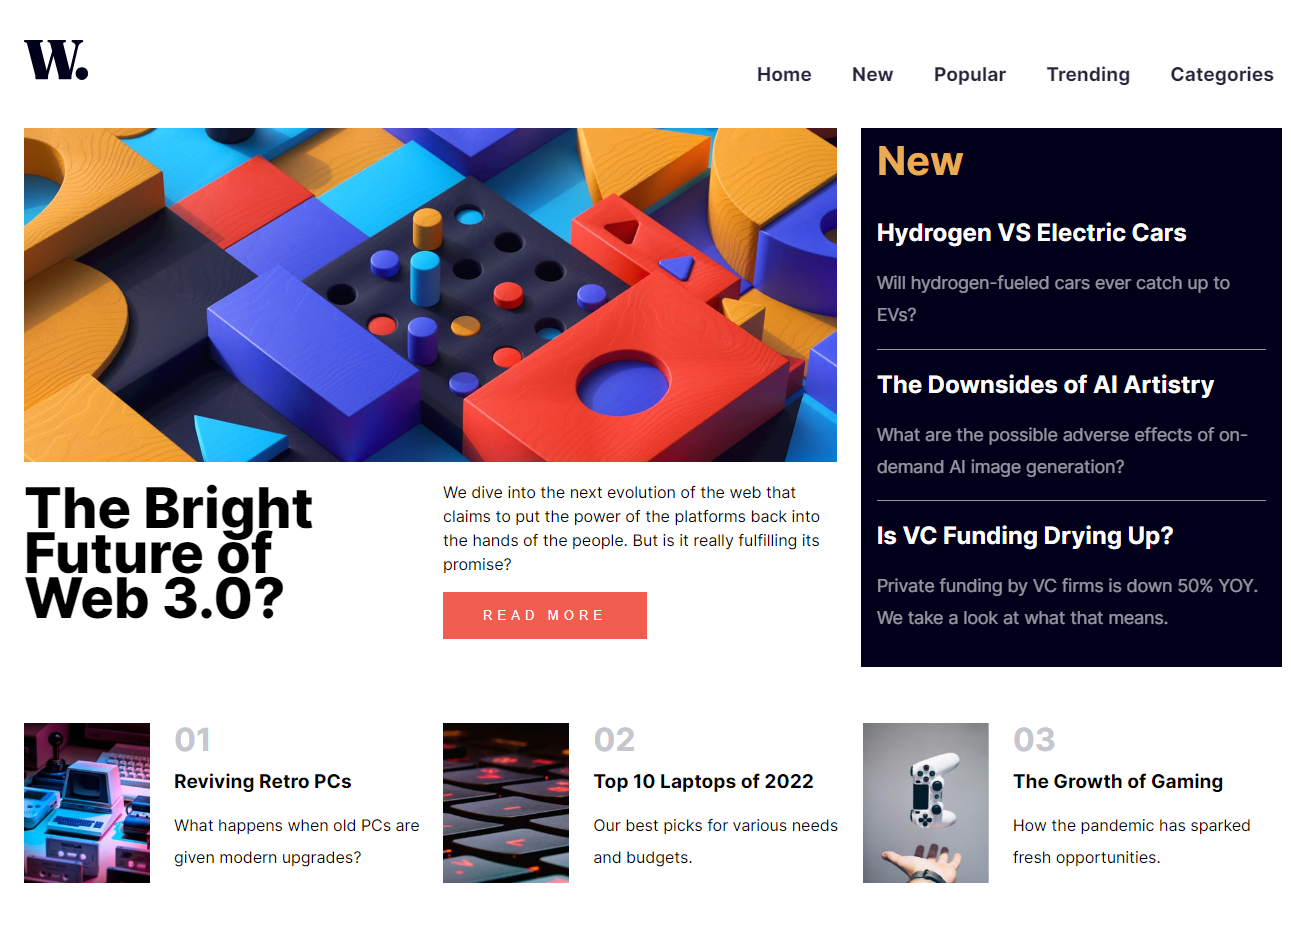 W.
Home New Popular Trending Categories
The Bright
Future of
Web 3.0?
We dive into the next evolution of the web that
claims to put the power of the platforms back into
the hands of the people. But is it really fulfilling its
promise?
READ MORE
New
Hydrogen VS Electric Cars
Will hydrogen-fueled cars ever catch up to
EVs?
The Downsides of AI Artistry
What are the possible adverse effects of on-
demand AI image generation?
Is VC Funding Drying Up?
Private funding by VC firms is down 50% YOY.
We take a look at what that means.
01
Reviving Retro PCs
What happens when old PCs are
given modern upgrades?
02
Top 10 Laptops of 2022
Our best picks for various needs
and budgets.
03
The Growth of Gaming
How the pandemic has sparked
fresh opportunities.